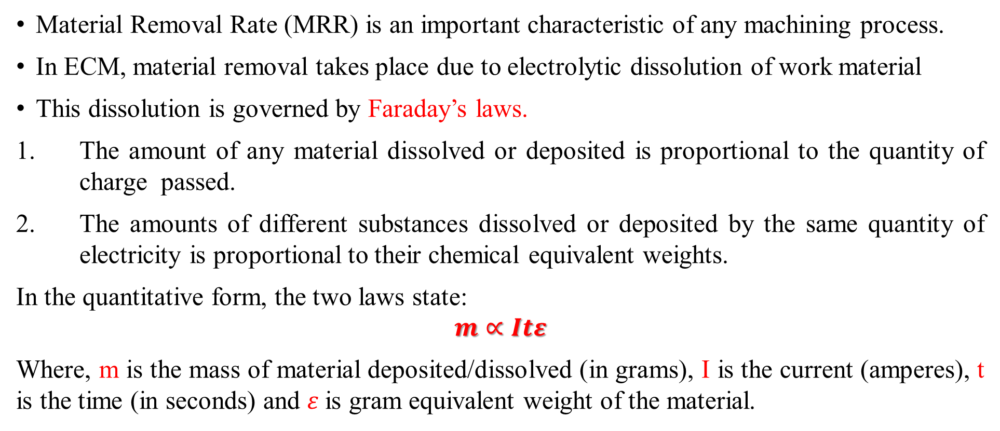 • Material Removal Rate (MRR) is an important characteristic of any machining process.
• In ECM, material removal takes place due to electrolytic dissolution of work material
• This dissolution is governed by Faraday’s laws.
1. The amount of any material dissolved or deposited is proportional to the quantity of
charge passed.
2. The amounts of different substances dissolved or deposited by the same quantity of
electricity is proportional to their chemical equivalent weights.
In the quantitative form, the two laws state:
m ∝ Itε
Where, m is the mass of material deposited/dissolved (in grams), I is the current (amperes), t
is the time (in seconds) and ε is gram equivalent weight of the material.